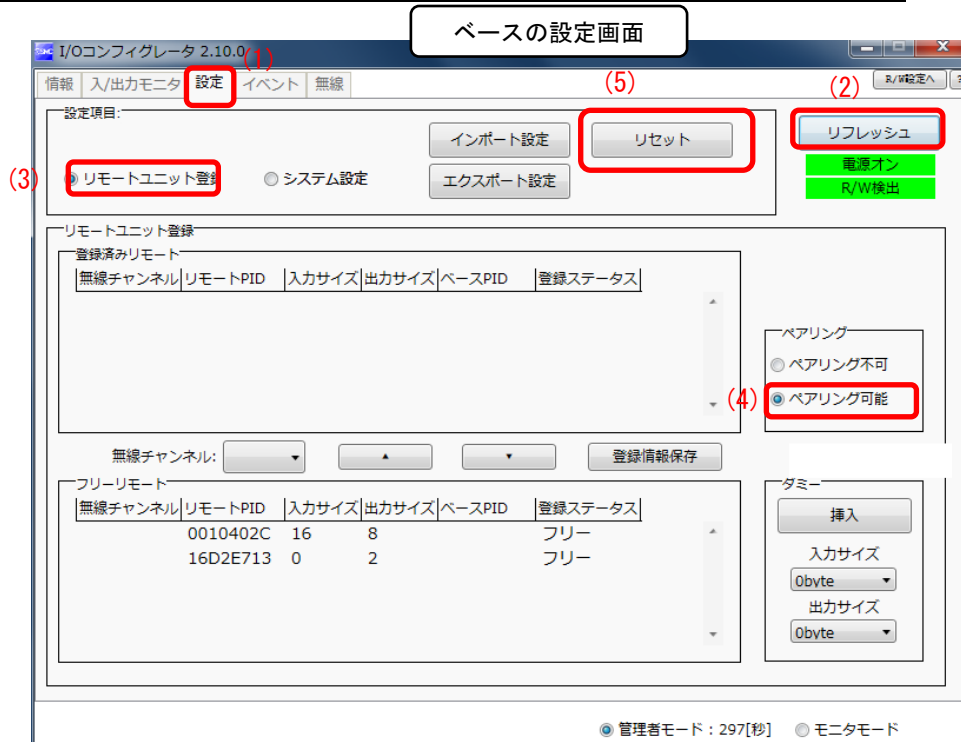 ベースの設定画面
I/Oコンフィグレータ 2.10.0
(1)
情報 入/出力モニタ 設定 イベント 無線
(5)
(2)
R/W設定へ ?
設定項目:
インポート設定 リセット リフレッシュ
電源オン
(3) リモートユニット登録 システム設定 エクスポート設定
R/W検出
リモートユニット登録
登録済みリモート
無線チャンネル リモートPID 入力サイズ 出力サイズ ベースPID 登録ステータス
ペアリング
ペアリング不可
(4) ペアリング可能
無線チャンネル: 登録情報保存
フリーリモート
無線チャンネル リモートPID 入力サイズ 出力サイズ ベースPID 登録ステータス
0010402C 16 8 フリー
16D2E713 0 2 フリー
ダミー
挿入
入力サイズ
0byte
出力サイズ
0byte
管理者モード：297[秒] モニタモード